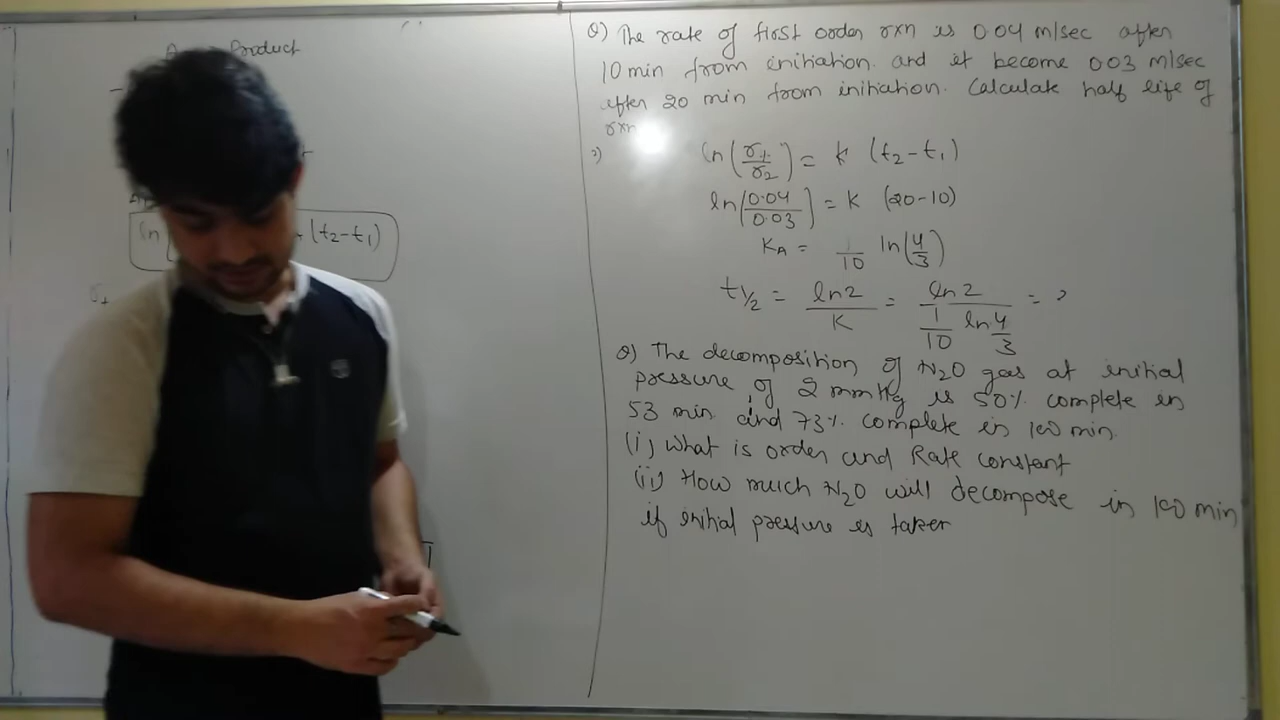 Product
ln (t₂-t₁)
Q) The rate of first order rxn is 0.04 m/sec after
10 min from initiation. and it become 0.03 m/sec
after 20 min from initiation. Calculate half life of
rxn
ln(r₁/r₂) = k (t₂-t₁)
ln(0.04/0.03) = K (20-10)
K_A = 1/10 ln(4/3)
t½ = ln2/K = ln2/(1/10 ln 4/3) = ?
Q) The decomposition of N₂O gas at initial
pressure of 2 mmHg is 50% complete in
53 min and 73% complete in 100 min.
(i) What is order and Rate constant
(ii) How much N₂O will decompose in 100 min
if initial pressure is taken